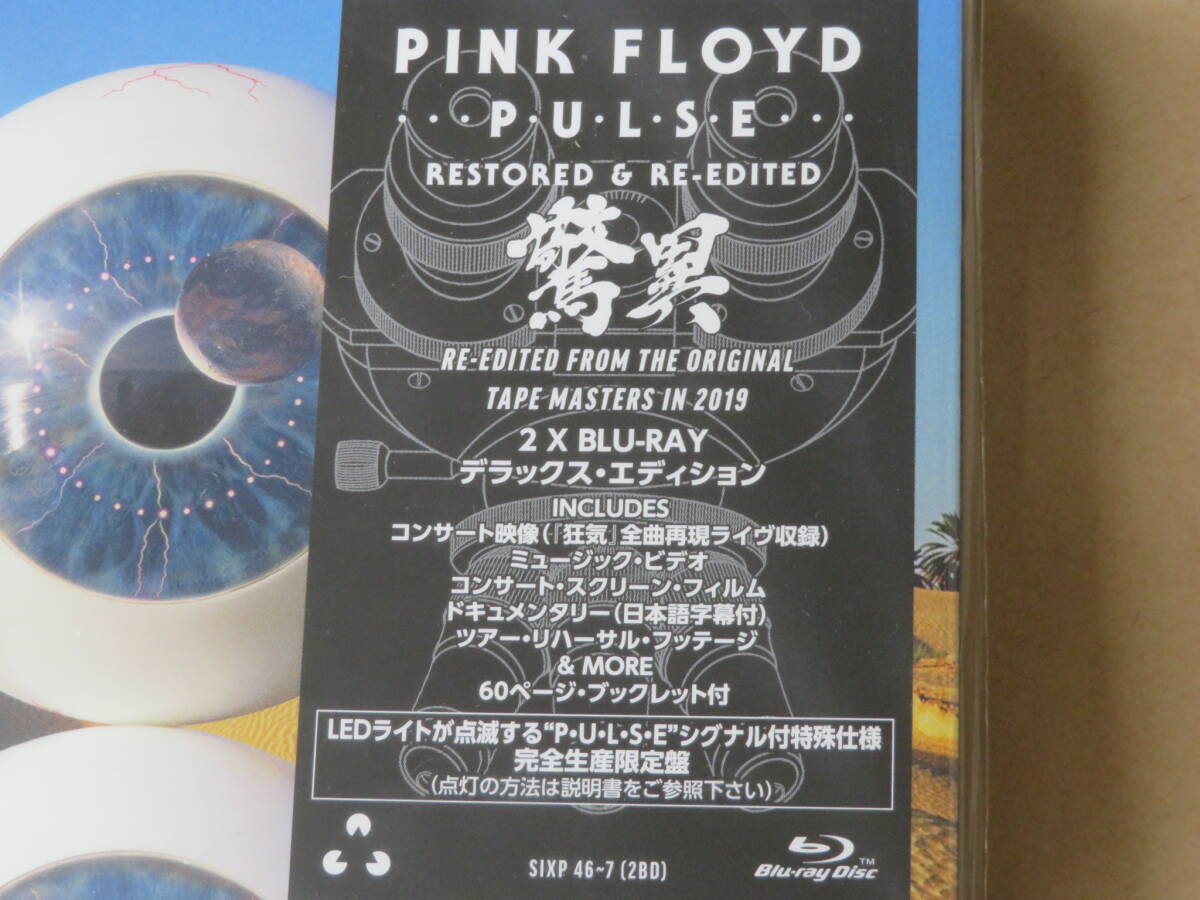 PINK FLOYD
···P·U·L·S·E···
RESTORED & RE-EDITED
驚異
RE-EDITED FROM THE ORIGINAL
TAPE MASTERS IN 2019
2 X BLU-RAY
デラックス・エディション
INCLUDES
コンサート映像(『狂気』全曲再現ライヴ収録)
ミュージック・ビデオ
コンサート・スクリーン・フィルム
ドキュメンタリー(日本語字幕付)
ツアー・リハーサル・フッテージ
& MORE
60ページ・ブックレット付
LEDライトが点滅する“P・U・L・S・E”シグナル付特殊仕様
完全生産限定盤
(点灯の方法は説明書をご参照下さい)
SIXP 46~7 (2BD)
Blu-ray Disc™